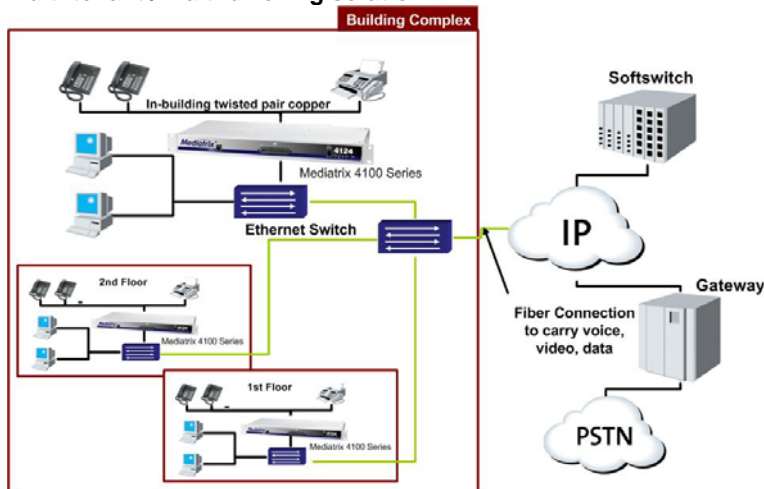 Building Complex
In-building twisted pair copper
Mediatrix
4124
Mediatrix 4100 Series
Ethernet Switch
Softswitch
IP
Gateway
Fiber Connection
to carry voice,
video, data
PSTN
2nd Floor
Mediatrix 4100 Series
1st Floor
Mediatrix 4100 Series